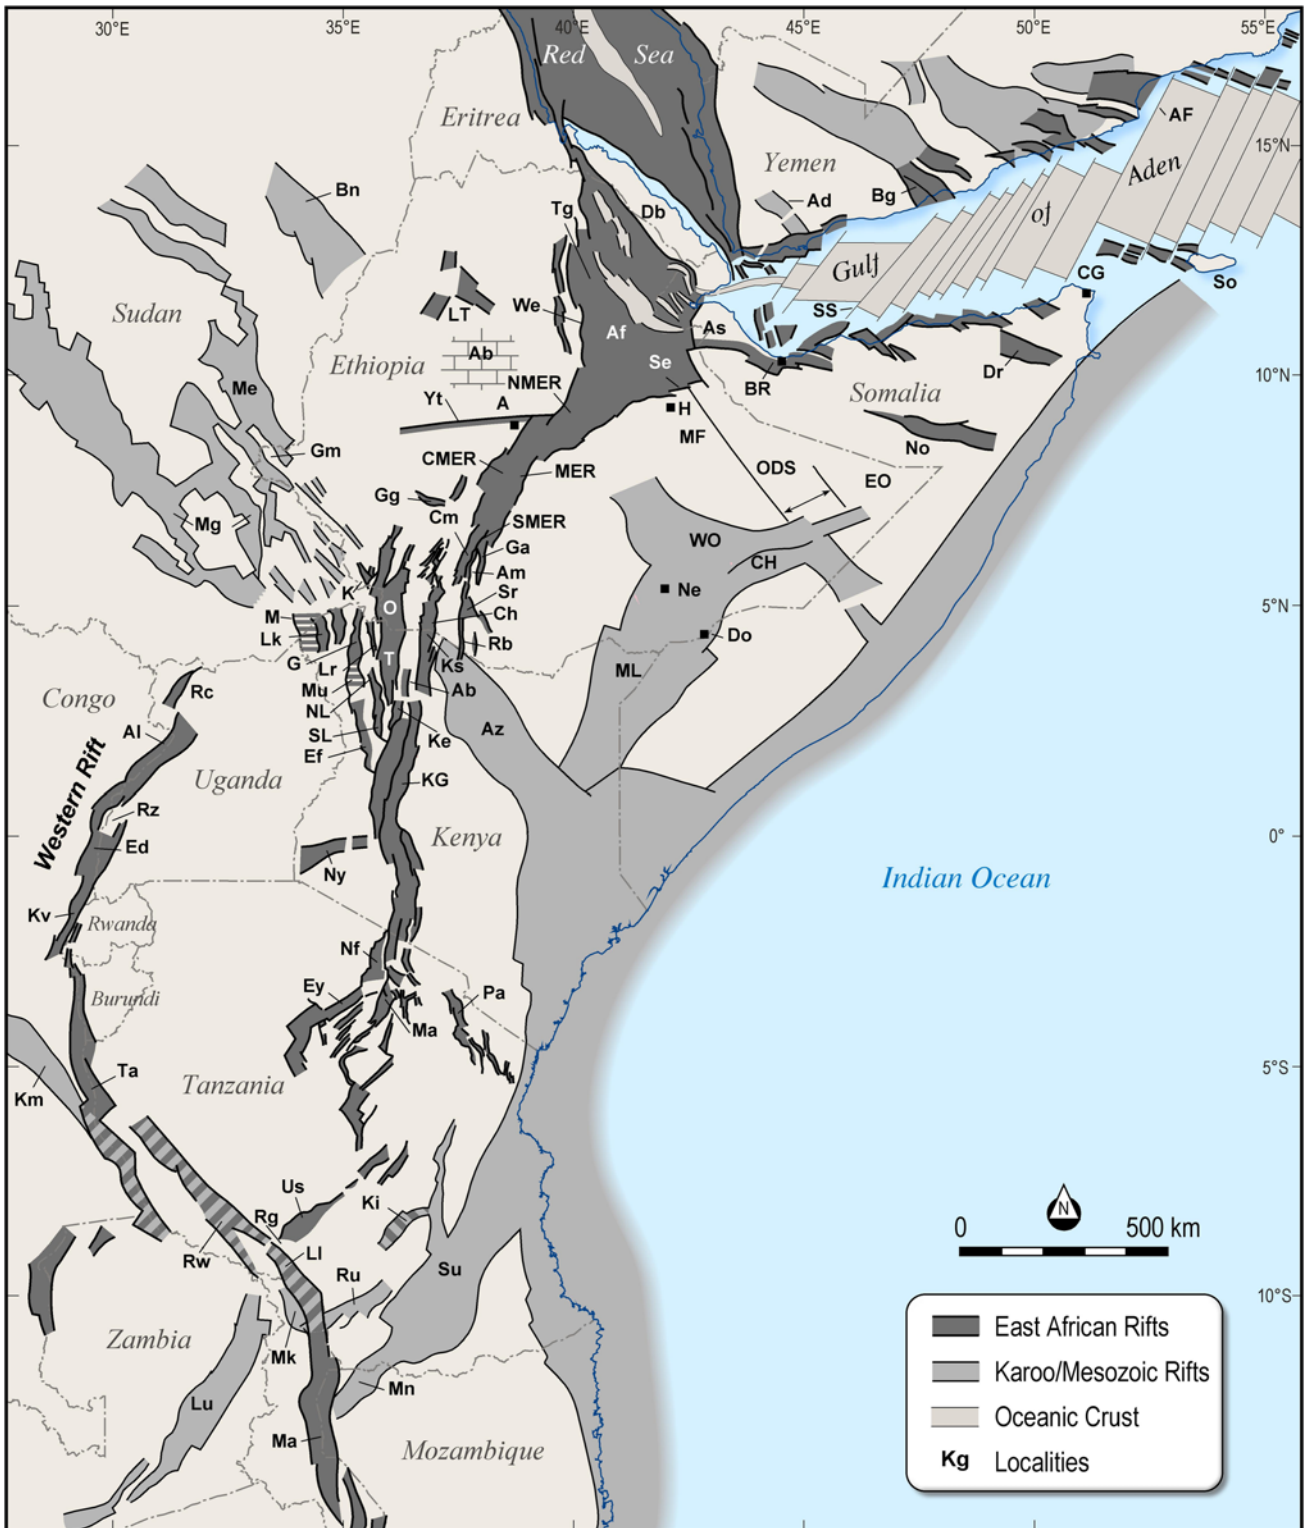 30°E
35°E
40°E
45°E
50°E
55°E
Red
Sea
Eritrea
Yemen
AF
15°N
Aden
of
Gulf
Bn
Tg
Db
Ad
Bg
CG
So
Sudan
LT
We
SS
Af
As
Ethiopia
Ab
Se
BR
Dr
10°N
Me
NMER
Somalia
Yt
A
H
MF
No
Gm
CMER
MER
ODS
EO
Gg
Cm
SMER
Mg
WO
Ga
CH
Am
K
Ne
Sr
5°N
O
Ch
M
Lk
Do
Rb
G
Lr
T
Ks
ML
Mu
Ab
Congo
Rc
NL
Az
Al
SL
Ke
Ef
Western Rift
Uganda
KG
Rz
Kenya
0°
Ed
Ny
Indian Ocean
Kv
Rwanda
Nf
Ey
Pa
Burundi
Ma
Ta
Tanzania
5°S
Km
Us
Ki
Rg
Rw
Ll
Ru
Su
0
N
500 km
10°S
Zambia
Mk
Mn
Lu
Ma
Mozambique
East African Rifts
Karoo/Mesozoic Rifts
Oceanic Crust
Kg Localities